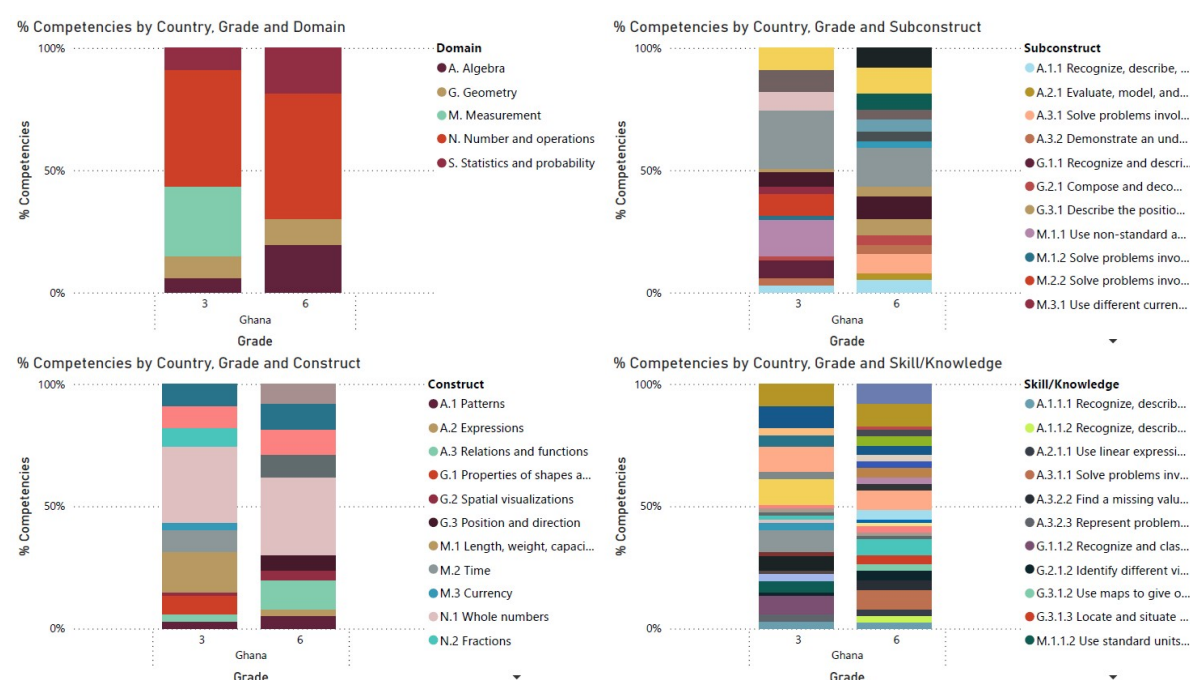 % Competencies by Country, Grade and Domain
100%
50%
0%
% Competencies
3
6
Ghana
Grade
Domain
A. Algebra
G. Geometry
M. Measurement
N. Number and operations
S. Statistics and probability
% Competencies by Country, Grade and Subconstruct
100%
50%
0%
% Competencies
3
6
Ghana
Grade
Subconstruct
A.1.1 Recognize, describe, ...
A.2.1 Evaluate, model, and...
A.3.1 Solve problems invol...
A.3.2 Demonstrate an und...
G.1.1 Recognize and descri...
G.2.1 Compose and deco...
G.3.1 Describe the positio...
M.1.1 Use non-standard a...
M.1.2 Solve problems invo...
M.2.2 Solve problems invo...
M.3.1 Use different curren...
% Competencies by Country, Grade and Construct
100%
50%
0%
% Competencies
3
6
Ghana
Grade
Construct
A.1 Patterns
A.2 Expressions
A.3 Relations and functions
G.1 Properties of shapes a...
G.2 Spatial visualizations
G.3 Position and direction
M.1 Length, weight, capaci...
M.2 Time
M.3 Currency
N.1 Whole numbers
N.2 Fractions
% Competencies by Country, Grade and Skill/Knowledge
100%
50%
0%
% Competencies
3
6
Ghana
Grade
Skill/Knowledge
A.1.1.1 Recognize, describ...
A.1.1.2 Recognize, describ...
A.2.1.1 Use linear expressi...
A.3.1.1 Solve problems inv...
A.3.2.2 Find a missing valu...
A.3.2.3 Represent problem...
G.1.1.2 Recognize and clas...
G.2.1.2 Identify different vi...
G.3.1.2 Use maps to give o...
G.3.1.3 Locate and situate ...
M.1.1.2 Use standard units...